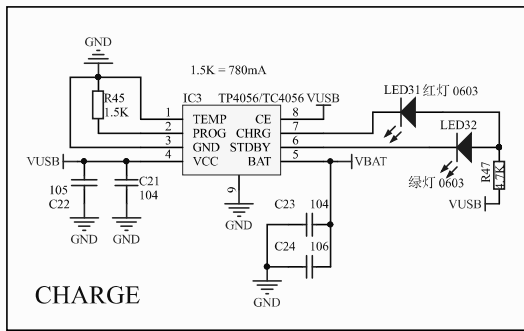 GND
1.5K = 780mA
R45
1.5K
IC3
TP4056/TC4056
VUSB
LED31 红灯 0603
1 TEMP CE 8
2 PROG CHRG 7
3 GND STDBY 6
4 VCC BAT 5
9
LED32
绿灯 0603
R47
4.7K
VUSB
VUSB
VBAT
105
C22
C21
104
GND
GND
GND
C23 104
C24 106
GND
CHARGE